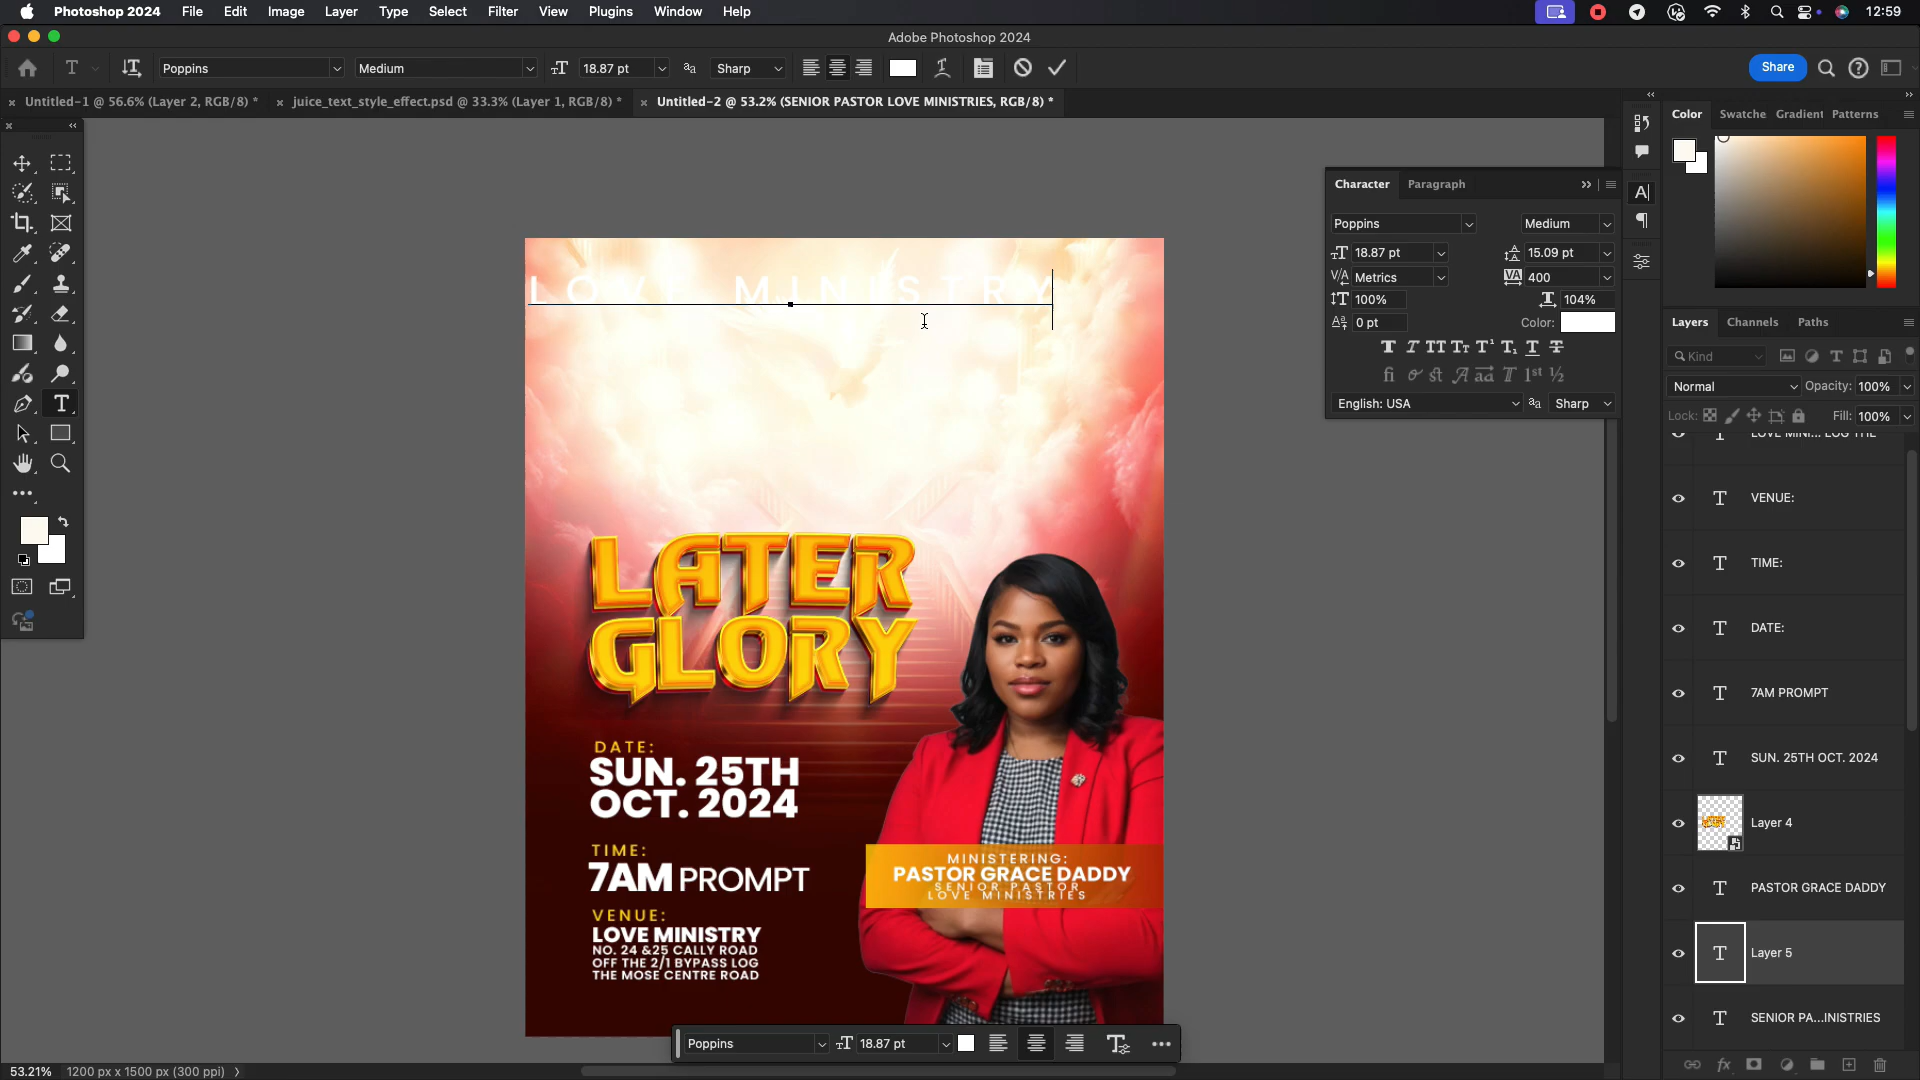 Photoshop 2024 File Edit Image Layer Type Select Filter View Plugins Window Help 12:59
Adobe Photoshop 2024
Poppins Medium 18.87 pt Sharp Share
Untitled-1 @ 56.6% (Layer 2, RGB/8) * juice_text_style_effect.psd @ 33.3% (Layer 1, RGB/8) * Untitled-2 @ 53.2% (SENIOR PASTOR LOVE MINISTRIES, RGB/8) *
Color Swatche Gradient Patterns
Character Paragraph
Poppins Medium
18.87 pt 15.09 pt
Metrics 400
100% 104%
0 pt Color:
English: USA Sharp
Layers Channels Paths
Kind
Normal Opacity: 100%
Lock: Fill: 100%
VENUE:
TIME:
DATE:
7AM PROMPT
SUN. 25TH OCT. 2024
Layer 4
PASTOR GRACE DADDY
Layer 5
SENIOR PA...INISTRIES
LOVE MINISTRY
LATER
GLORY
DATE:
SUN. 25TH
OCT. 2024
TIME:
7AM PROMPT
VENUE:
LOVE MINISTRY
NO. 24 &25 CALLY ROAD
OFF THE 2/1 BYPASS LOG
THE MOSE CENTRE ROAD
MINISTERING:
PASTOR GRACE DADDY
SENIOR PASTOR
LOVE MINISTRIES
Poppins 18.87 pt
53.21% 1200 px x 1500 px (300 ppi)